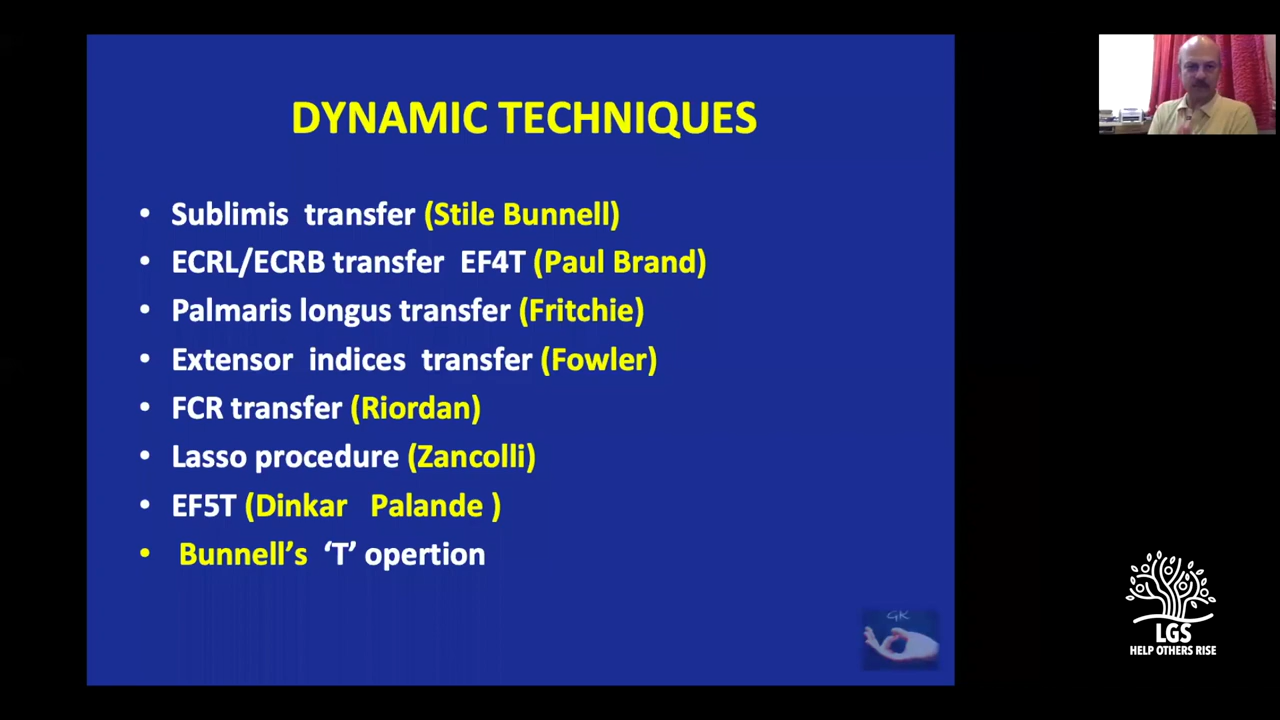 DYNAMIC TECHNIQUES
• Sublimis transfer (Stile Bunnell)
• ECRL/ECRB transfer EF4T (Paul Brand)
• Palmaris longus transfer (Fritchie)
• Extensor indices transfer (Fowler)
• FCR transfer (Riordan)
• Lasso procedure (Zancolli)
• EF5T (Dinkar Palande )
• Bunnell’s ‘T’ opertion
GK
LGS
HELP OTHERS RISE